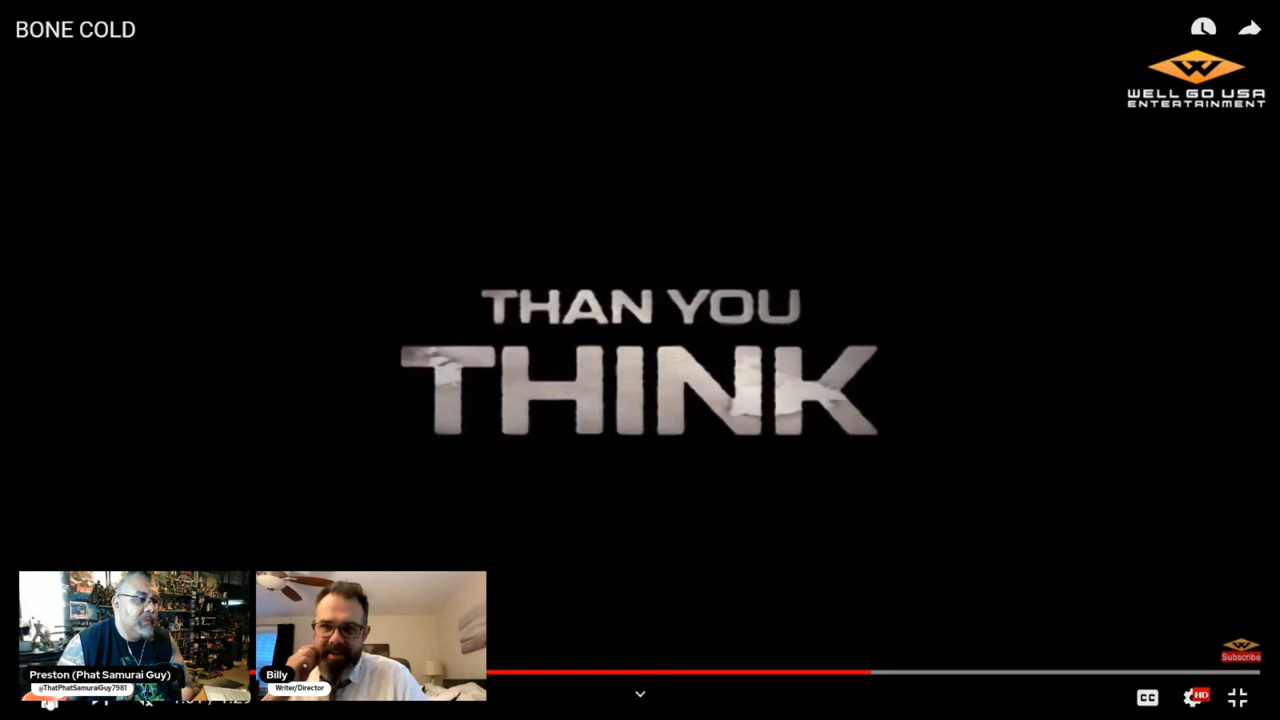 BONE COLD
WELL GO USA
ENTERTAINMENT
THAN YOU
THINK
Subscribe
Preston (Phat Samurai Guy)
@ThatPhatSamuraiGuy7981
Billy
Writer/Director
CC
HD